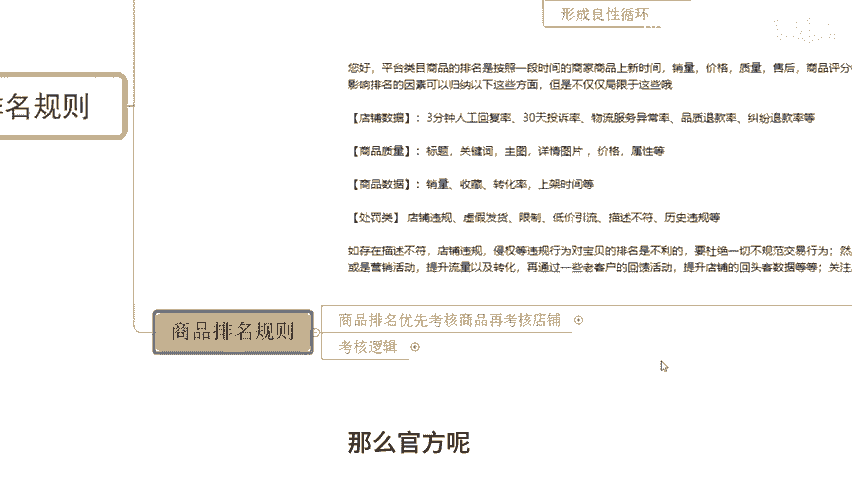 形成良性循环
您好，平台类目商品的排名是按照一段时间的商家商品上新时间，销量，价格，质量，售后，商品评分
影响排名的因素可以归纳以下这些方面，但是不仅仅局限于这些哦
名规则
【店铺数据】：3分钟人工回复率、30天投诉率、物流服务异常率、品质退款率、纠纷退款率等
【商品质量】：标题，关键词，主图，详情图片，价格，属性等
【商品数据】：销量、收藏、转化率，上架时间等
【处罚类】 店铺违规、虚假发货、限制、低价引流、描述不符、历史违规等
如存在描述不符，店铺违规，侵权等违规行为对宝贝的排名是不利的，要杜绝一切不规范交易行为；然
或是营销活动，提升流量以及转化，再通过一些老客户的回馈活动，提升店铺的回头客数据等等；关注
商品排名规则
商品排名优先考核商品再考核店铺
考核逻辑
那么官方呢